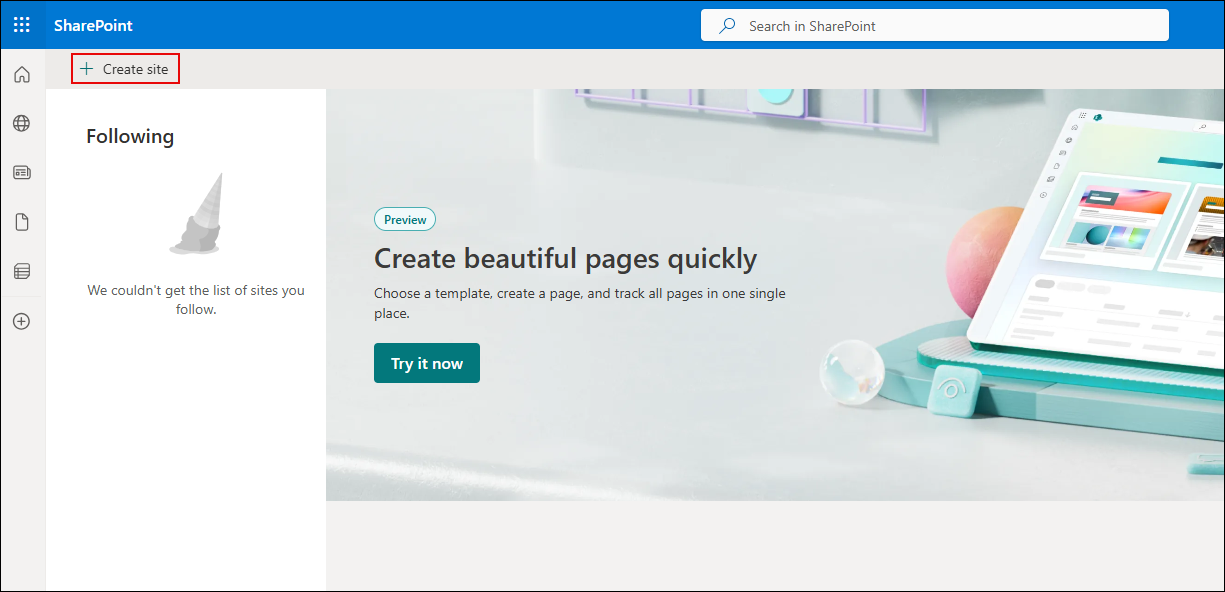 SharePoint
Search in SharePoint
Create site
Following
We couldn't get the list of sites you
follow.
Preview
Create beautiful pages quickly
Choose a template, create a page, and track all pages in one single
place.
Try it now